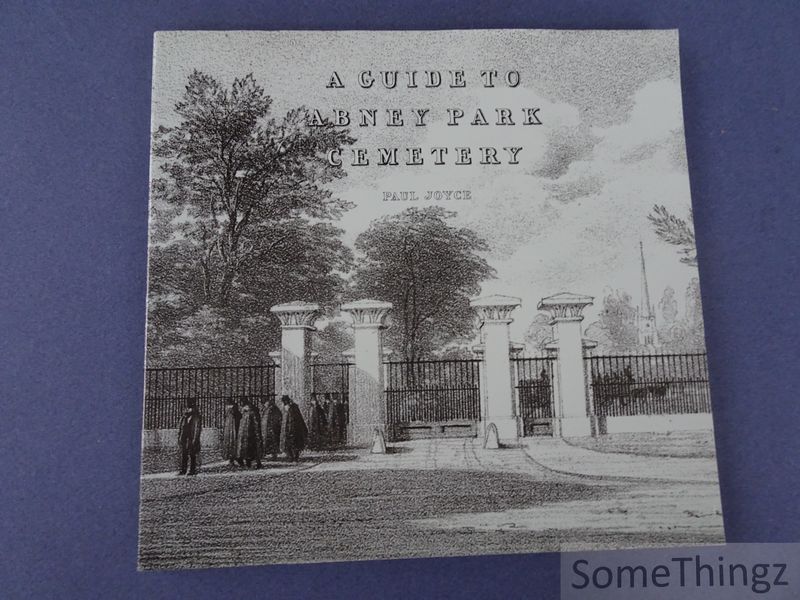 A GUIDE TO
ABNEY PARK
CEMETERY
PAUL JOYCE
SomeThingz